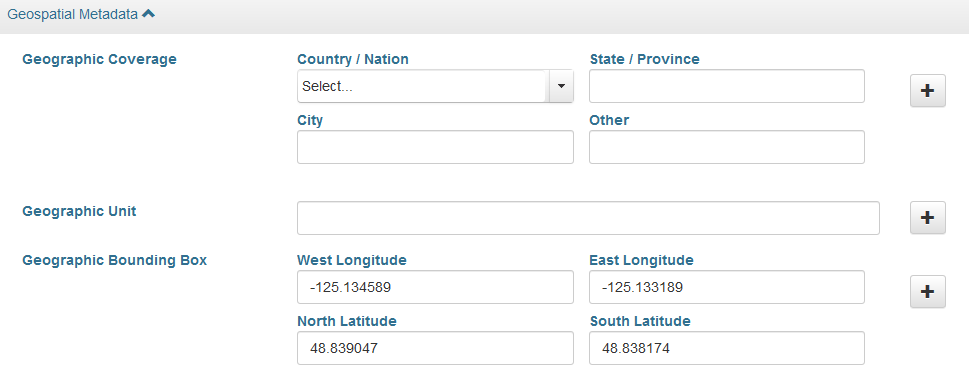 Geospatial Metadata
Geographic Coverage
Country / Nation
State / Province
Select...
City
Other
Geographic Unit
Geographic Bounding Box
West Longitude
East Longitude
-125.134589
-125.133189
North Latitude
South Latitude
48.839047
48.838174